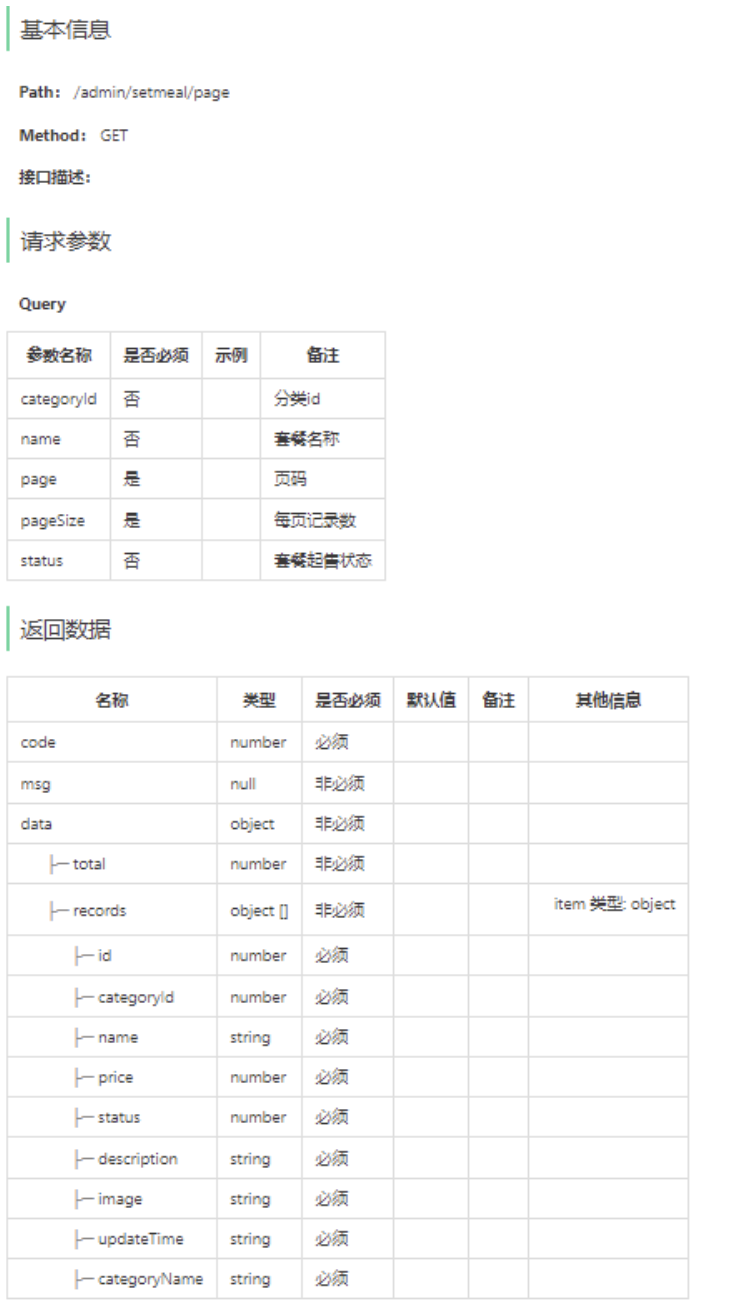 基本信息
Path： /admin/setmeal/page
Method： GET
接口描述：
请求参数
Query
参数名称 是否必须 示例 备注
categoryId 否 分类id
name 否 套餐名称
page 是 页码
pageSize 是 每页记录数
status 否 套餐起售状态
返回数据
名称 类型 是否必须 默认值 备注 其他信息
code number 必须
msg null 非必须
data object 非必须
├─ total number 非必须
├─ records object [] 非必须 item 类型: object
├─ id number 必须
├─ categoryId number 必须
├─ name string 必须
├─ price number 必须
├─ status number 必须
├─ description string 必须
├─ image string 必须
├─ updateTime string 必须
├─ categoryName string 必须